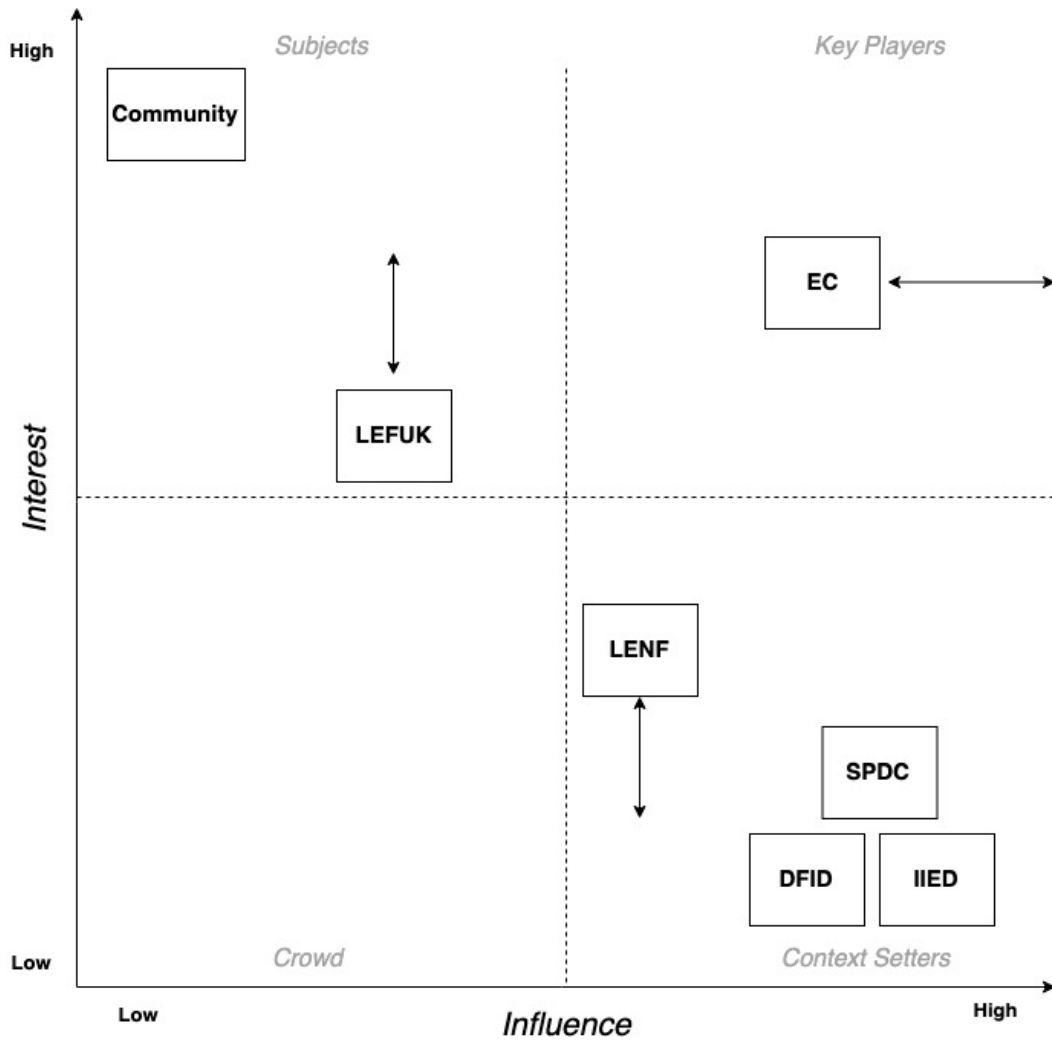 High
Subjects
Key Players
Community
EC
LEFUK
Interest
LENF
SPDC
DFID
IIED
Low
Crowd
Context Setters
Low
Influence
High